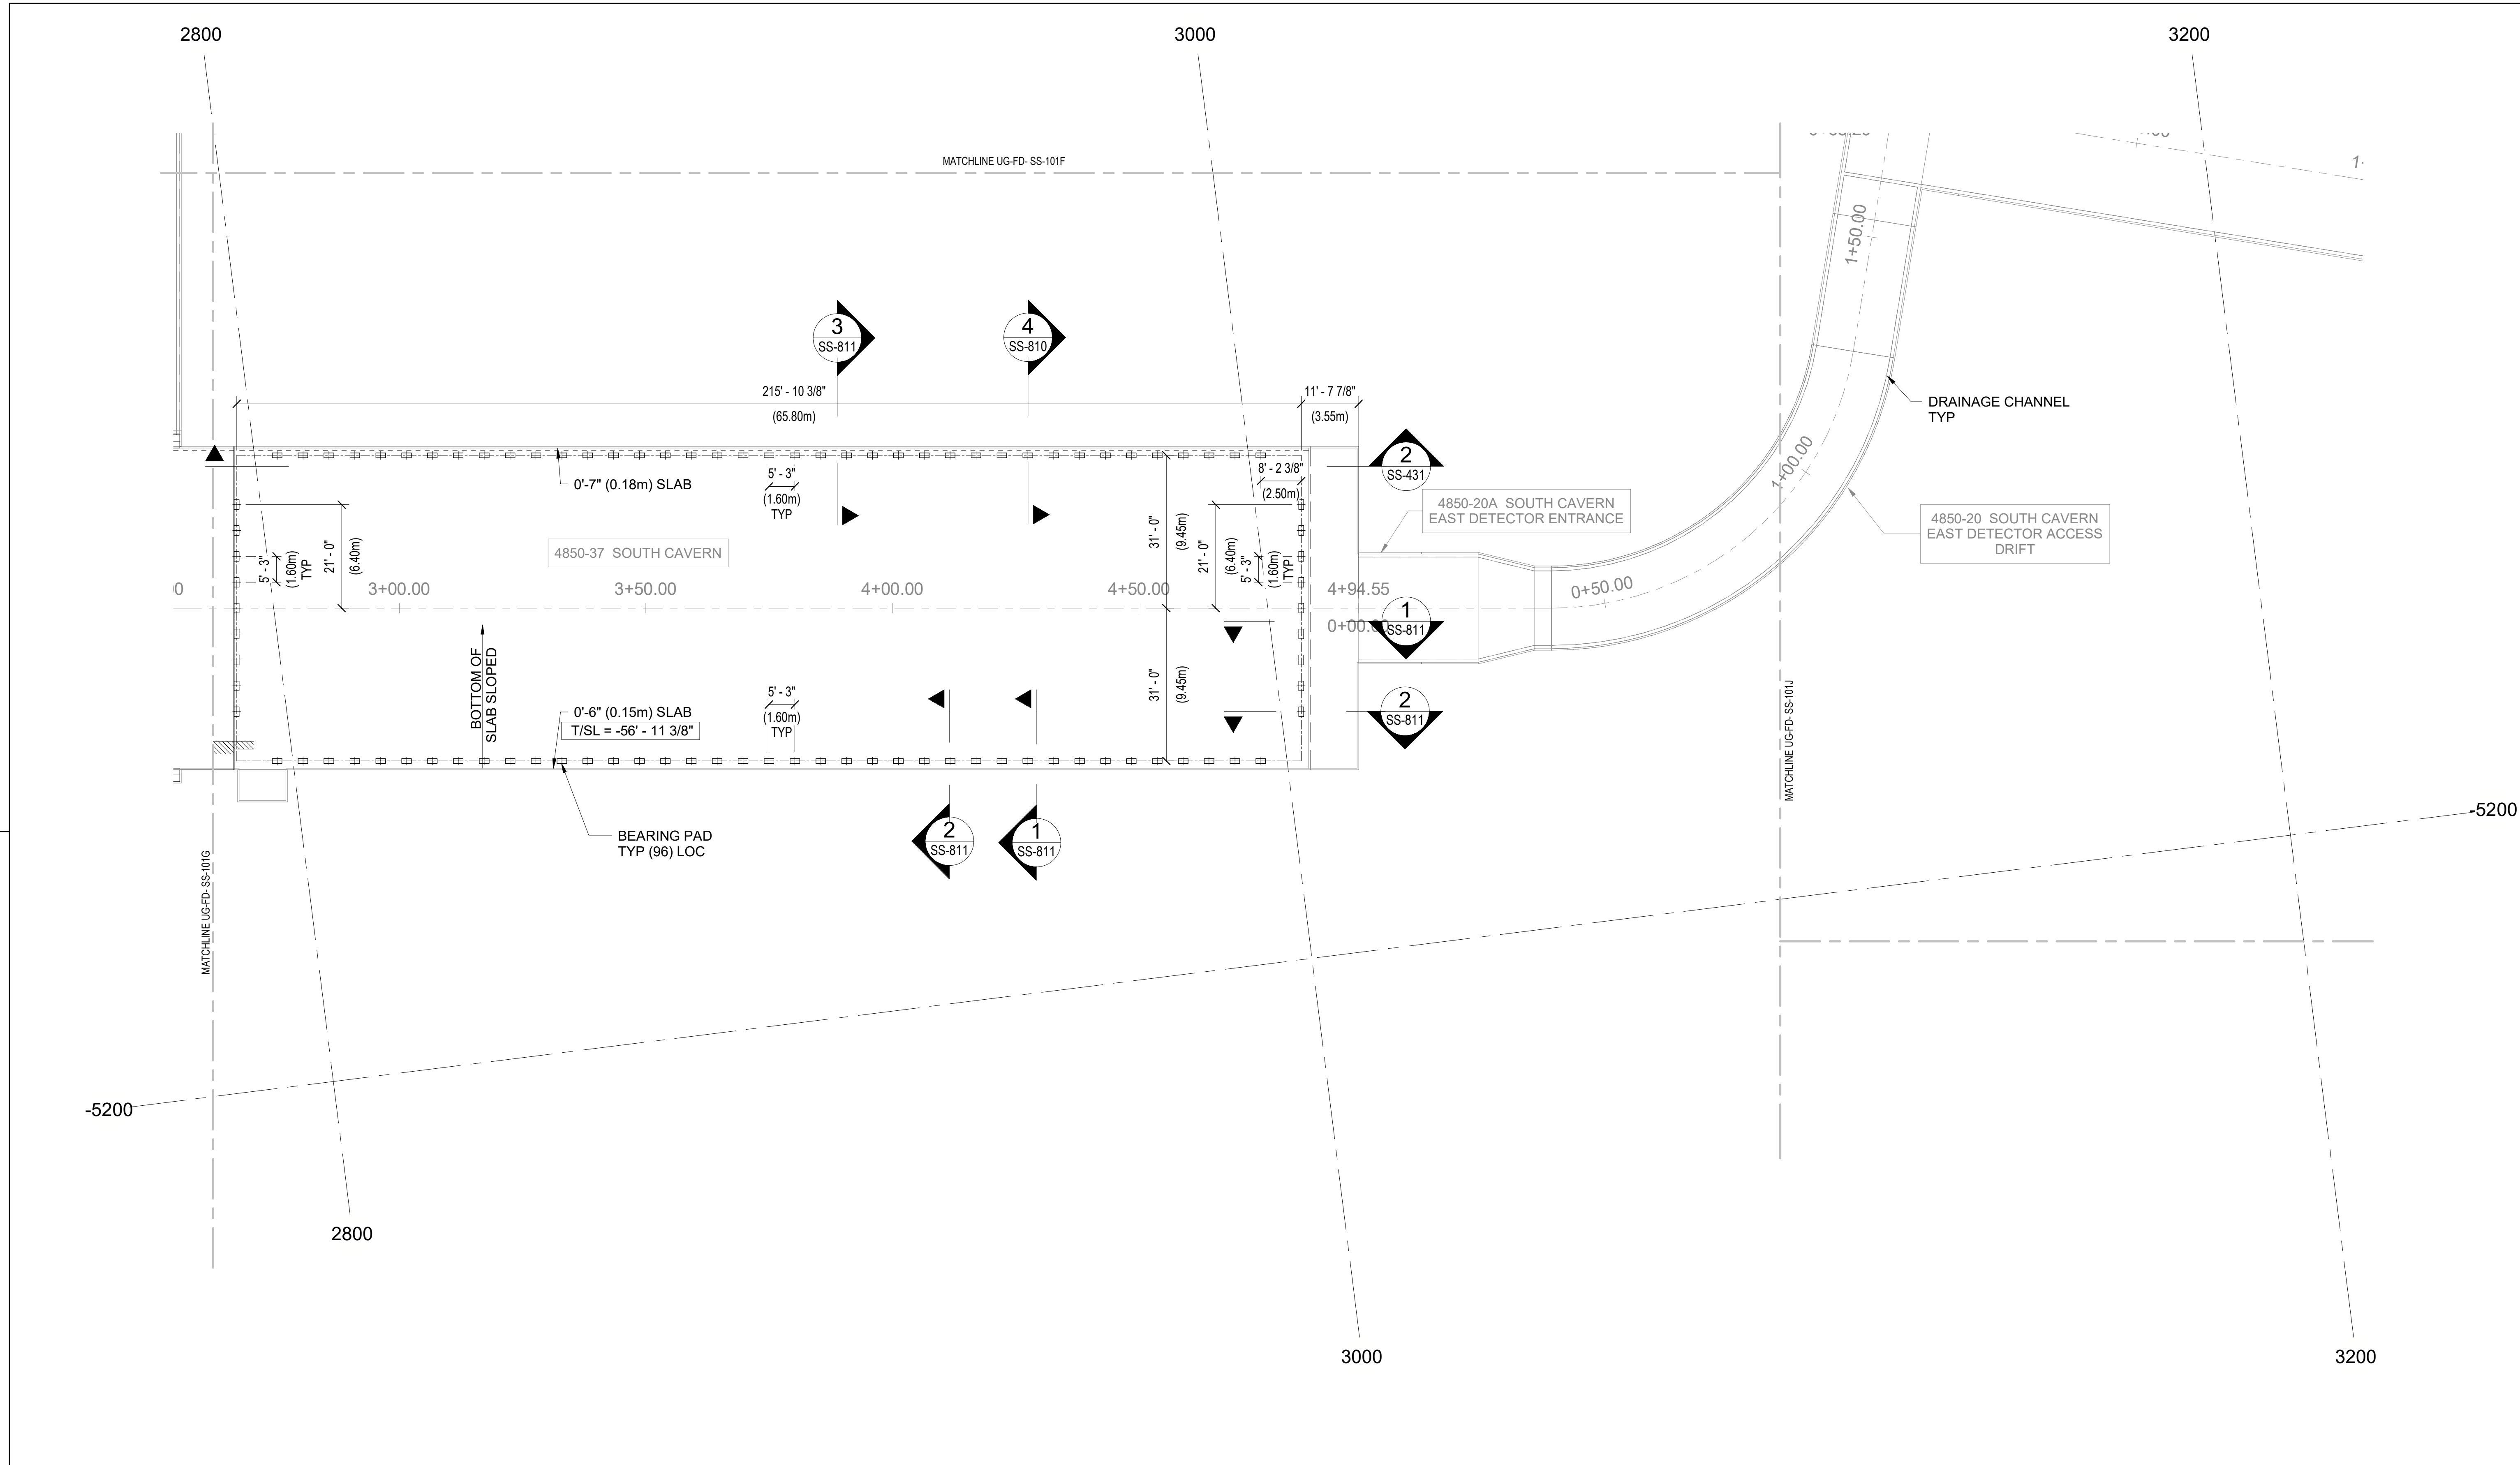 2800
3000
3200
MATCHLINE UG-FD- SS-101F
1+50.00
3
SS-811
4
SS-810
215' - 10 3/8"
(65.80m)
11' - 7 7/8"
(3.55m)
DRAINAGE CHANNEL
TYP
2
SS-431
0'-7" (0.18m) SLAB
5' - 3"
(1.60m)
TYP
8' - 2 3/8"
(2.50m)
1+00.00
4850-20A SOUTH CAVERN
EAST DETECTOR ENTRANCE
4850-20 SOUTH CAVERN
EAST DETECTOR ACCESS
DRIFT
4850-37 SOUTH CAVERN
5' - 3"
(1.60m)
TYP
21' - 0"
(6.40m)
31' - 0"
(9.45m)
21' - 0"
(6.40m)
5' - 3"
(1.60m)
TYP
3+00.00
3+50.00
4+00.00
4+50.00
4+94.55
0+50.00
1
SS-811
BOTTOM OF
SLAB SLOPED
31' - 0"
(9.45m)
5' - 3"
(1.60m)
TYP
0'-6" (0.15m) SLAB
T/SL = -56' - 11 3/8"
2
SS-811
MATCHLINE UG-FD- SS-101J
BEARING PAD
TYP (96) LOC
2
SS-811
1
SS-811
-5200
MATCHLINE UG-FD- SS-101G
-5200
2800
3000
3200